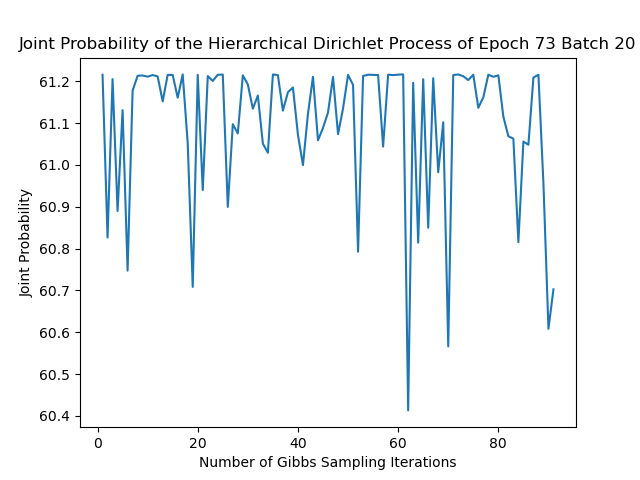 Joint Probability of the Hierarchical Dirichlet Process of Epoch 73 Batch 20
61.2
61.1
61.0
60.9
60.8
60.7
60.6
60.5
60.4
Joint Probability
0 20 40 60 80
Number of Gibbs Sampling Iterations